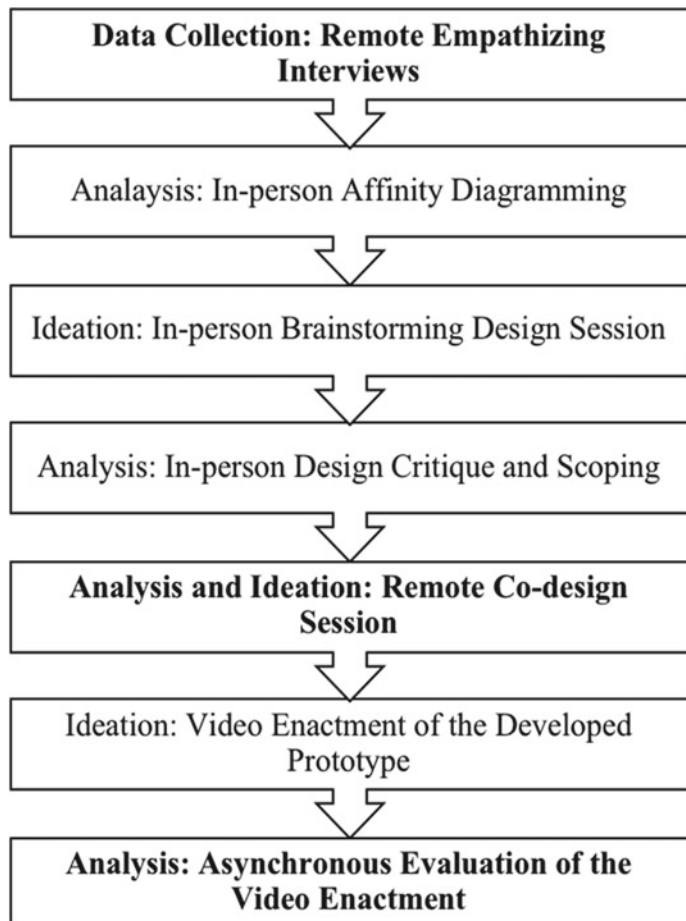 Data Collection: Remote Empathizing
Interviews
Analaysis: In-person Affinity Diagramming
Ideation: In-person Brainstorming Design Session
Analysis: In-person Design Critique and Scoping
Analysis and Ideation: Remote Co-design
Session
Ideation: Video Enactment of the Developed
Prototype
Analysis: Asynchronous Evaluation of the
Video Enactment